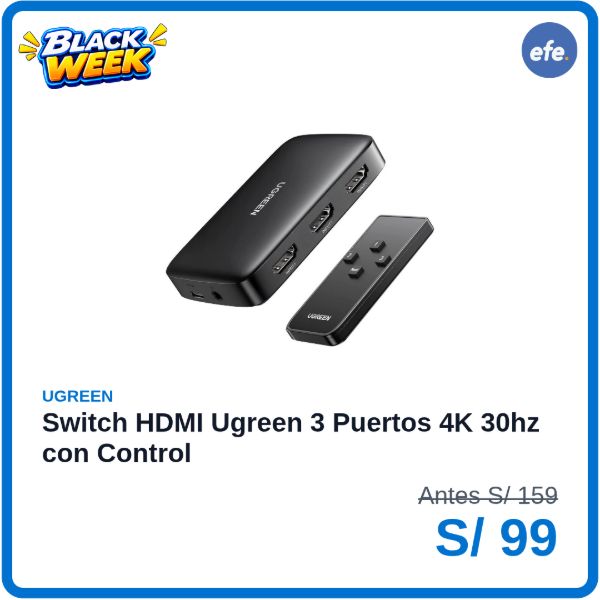 BLACK
WEEK
efe.
UGREEN
UGREEN
UGREEN
Switch HDMI Ugreen 3 Puertos 4K 30hz
con Control
Antes S/ 159
S/ 99